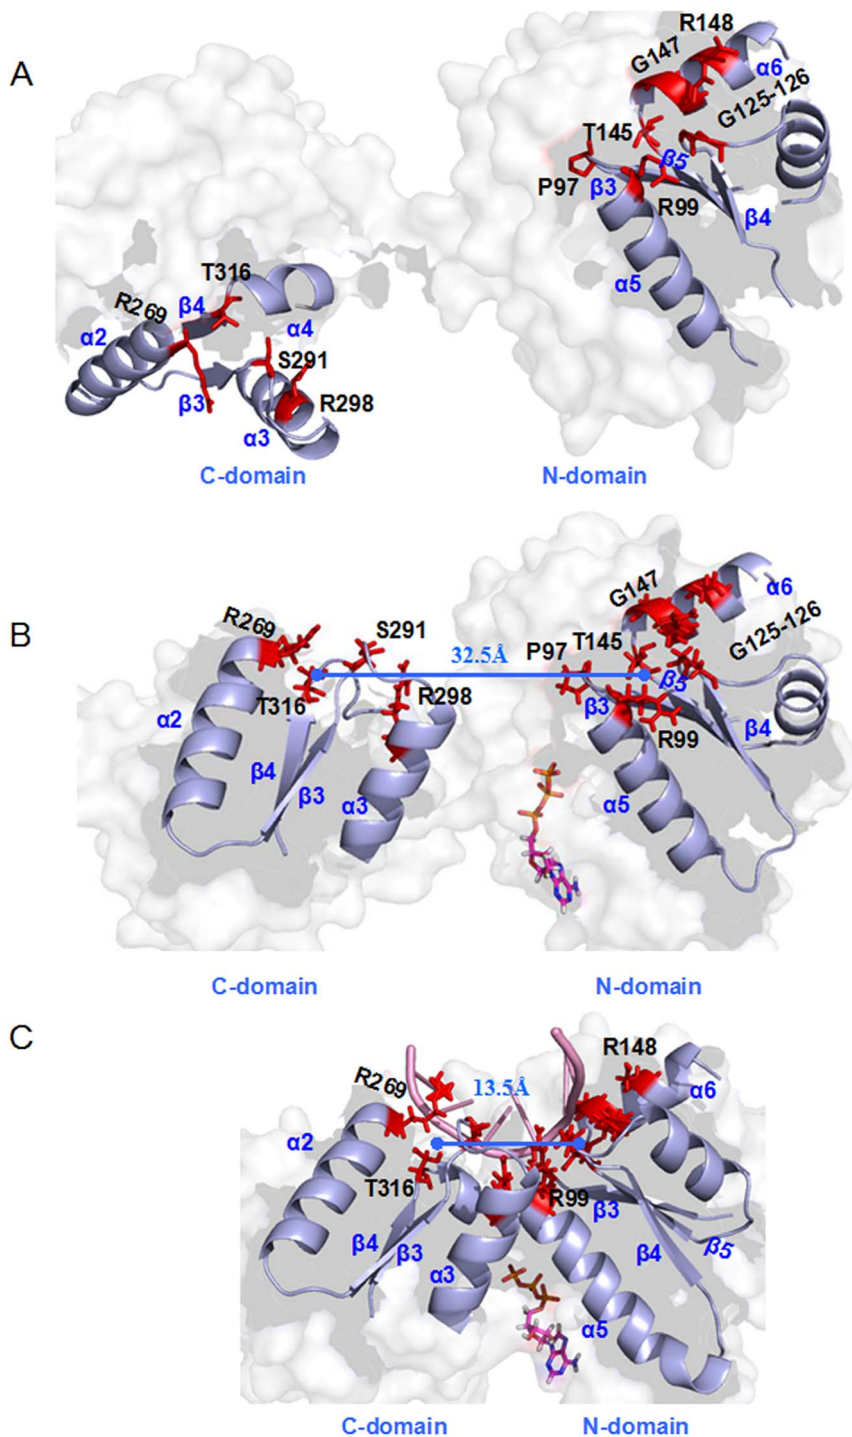 A
R148
G147
α6
G125-126
T145
β5
P97
β3
R99
β4
α5
T316
R269
β4
α4
α2
S291
β3
R298
α3
C-domain
N-domain
B
G147
α6
R269
S291
P97
T145
G125-126
32.5Å
β5
T316
R298
β3
α2
β4
R99
β4
β3
α3
α5
C-domain
N-domain
C
R148
R269
13.5Å
α6
α2
T316
R99
β3
β4
β3
β4
β5
α3
α5
C-domain
N-domain